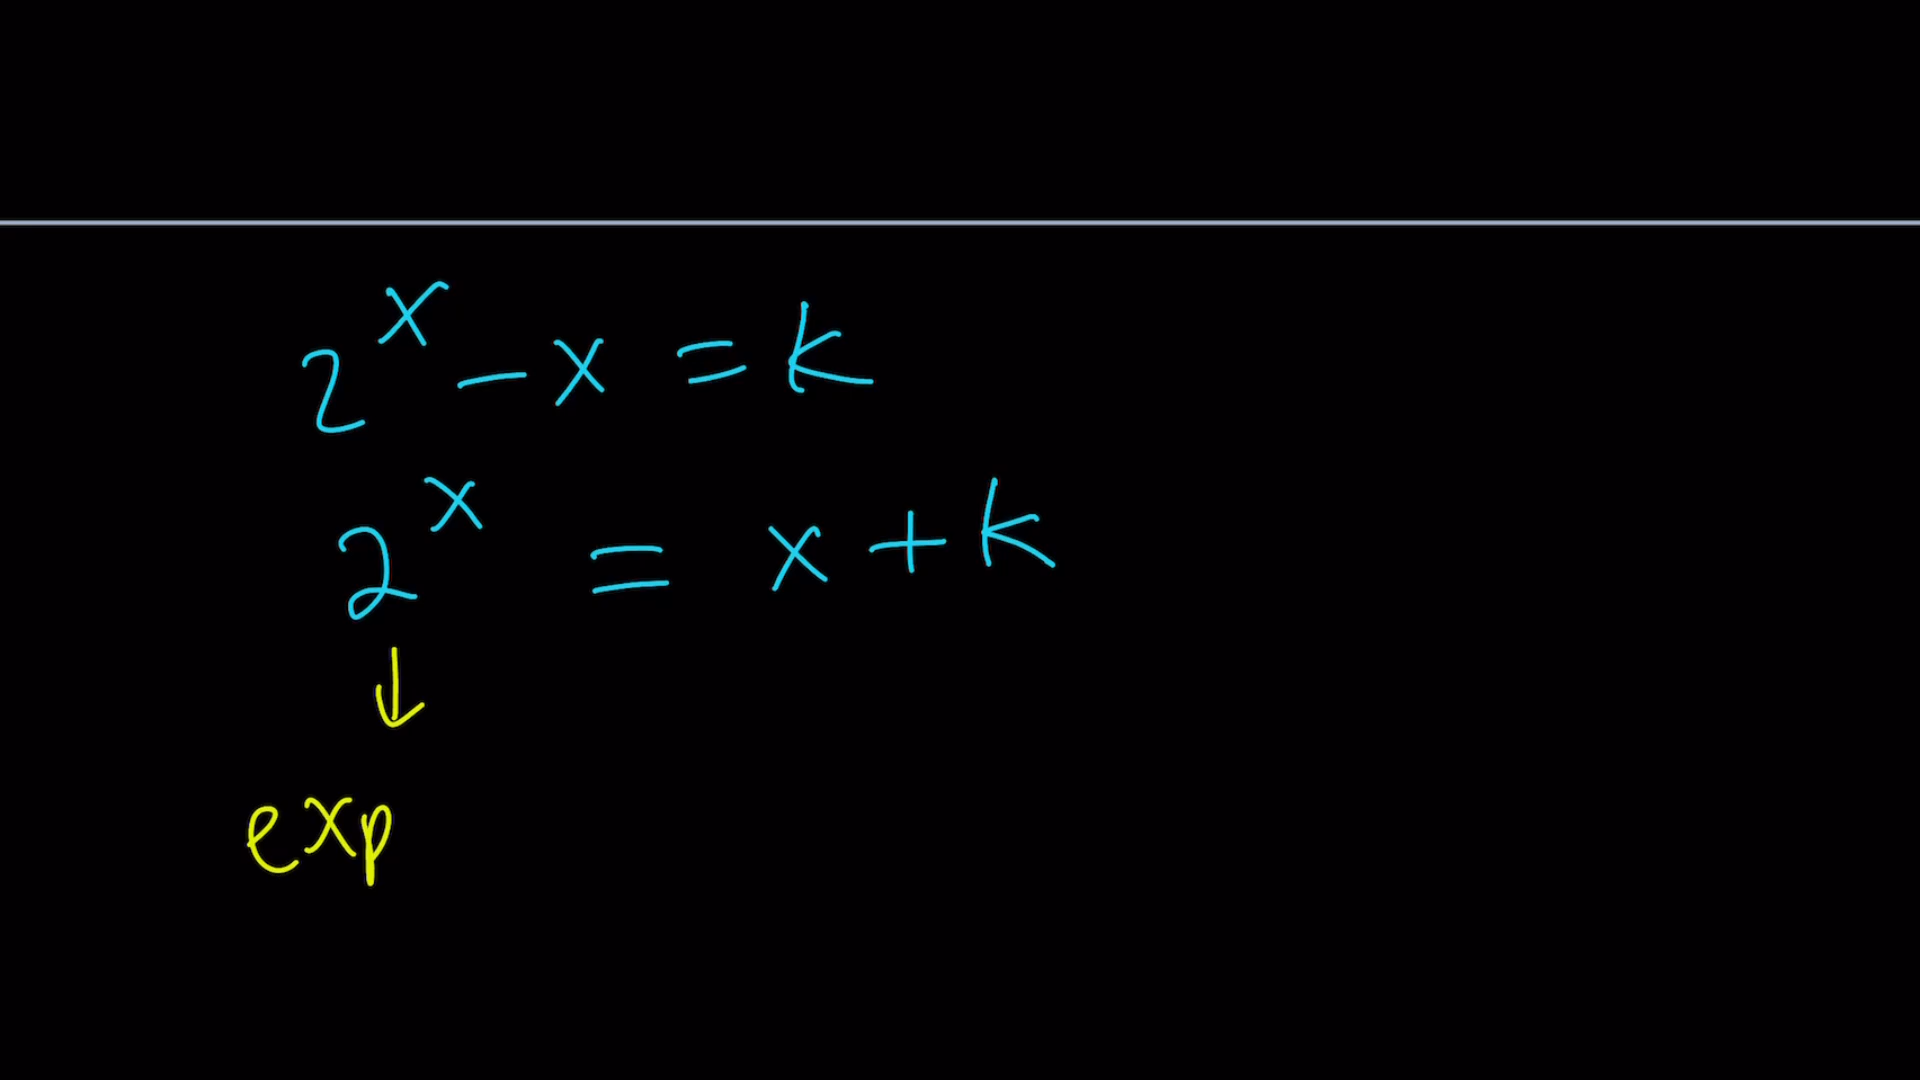 2^x - x = k
2^x = x + k
↓
exp